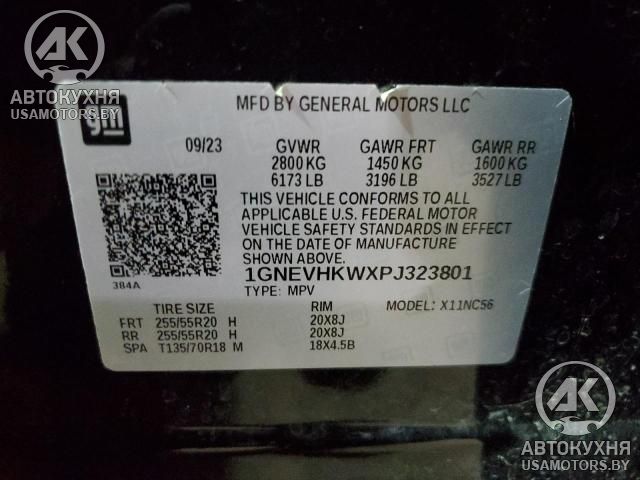 АК
АВТОКУХНЯ
USAMOTORS.BY
gm
MFD BY GENERAL MOTORS LLC
09/23 GVWR GAWR FRT GAWR RR
2800 KG 1450 KG 1600 KG
6173 LB 3196 LB 3527 LB
THIS VEHICLE CONFORMS TO ALL
APPLICABLE U.S. FEDERAL MOTOR
VEHICLE SAFETY STANDARDS IN EFFECT
ON THE DATE OF MANUFACTURE
SHOWN ABOVE.
384A
1GNEVHKWXPJ323801
TYPE: MPV MODEL: X11NC56
TIRE SIZE RIM
FRT 255/55R20 H 20X8J
RR 255/55R20 H 20X8J
SPA T135/70R18 M 18X4.5B
АК
АВТОКУХНЯ
USAMOTORS.BY